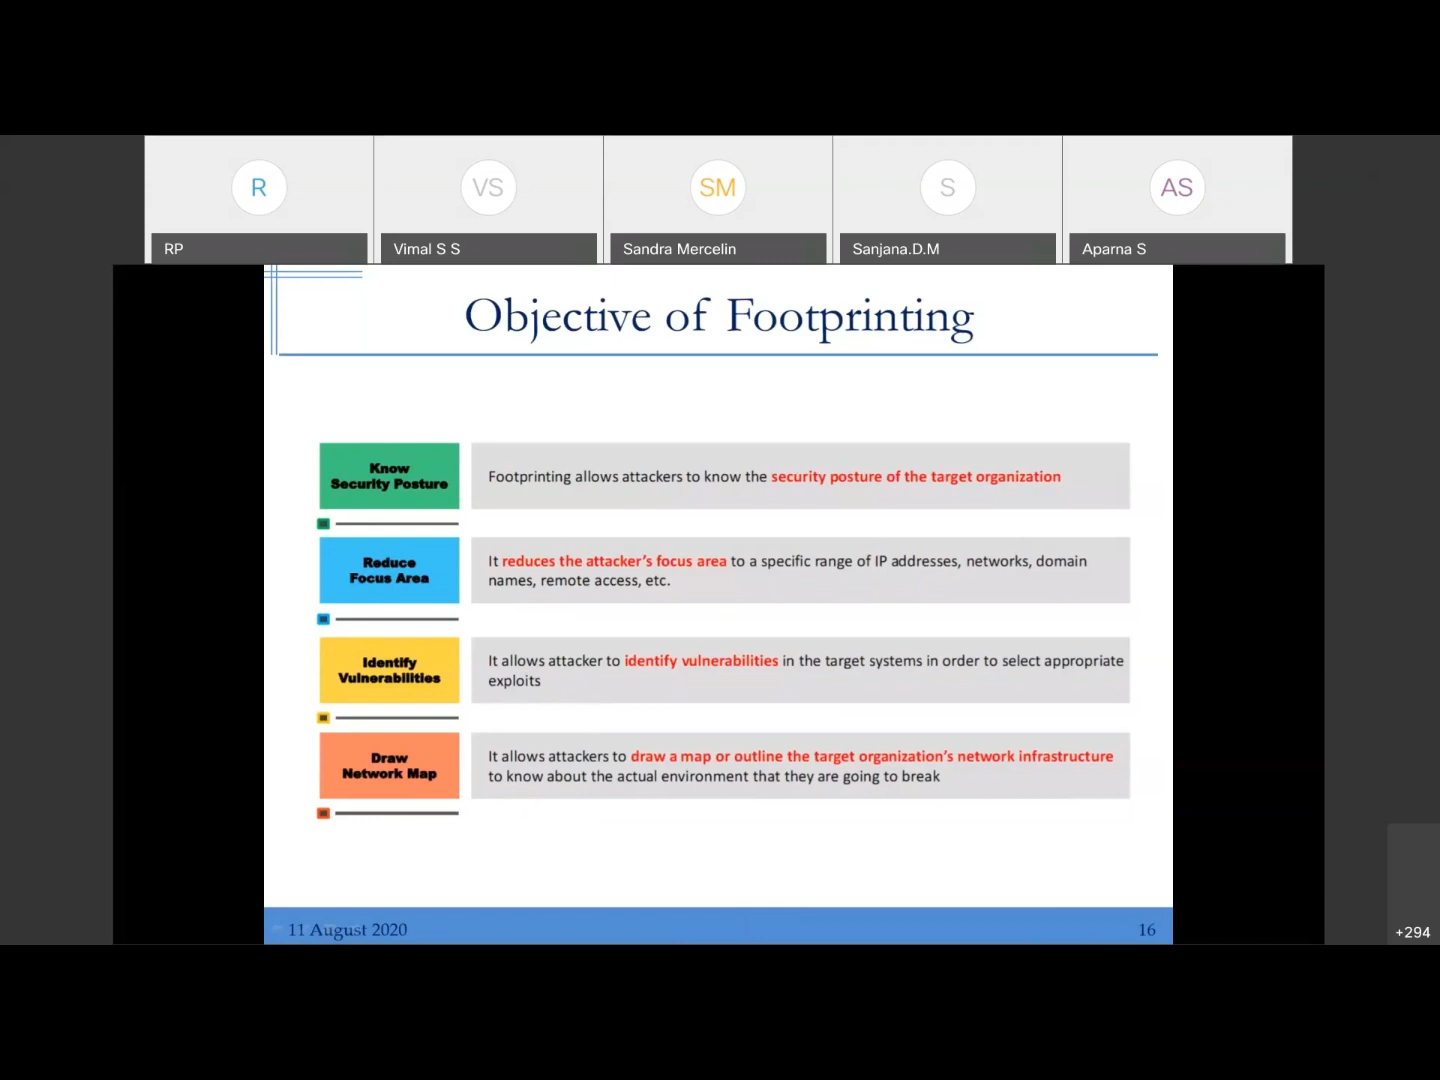 R
VS
SM
S
AS
RP
Vimal S S
Sandra Mercelin
Sanjana.D.M
Aparna S
Objective of Footprinting
Know
Security Posture
Footprinting allows attackers to know the security posture of the target organization
Reduce
Focus Area
It reduces the attacker's focus area to a specific range of IP addresses, networks, domain
names, remote access, etc.
Identify
Vulnerabilities
It allows attacker to identify vulnerabilities in the target systems in order to select appropriate
exploits
Draw
Network Map
It allows attackers to draw a map or outline the target organization's network infrastructure
to know about the actual environment that they are going to break
11 August 2020
16
+294